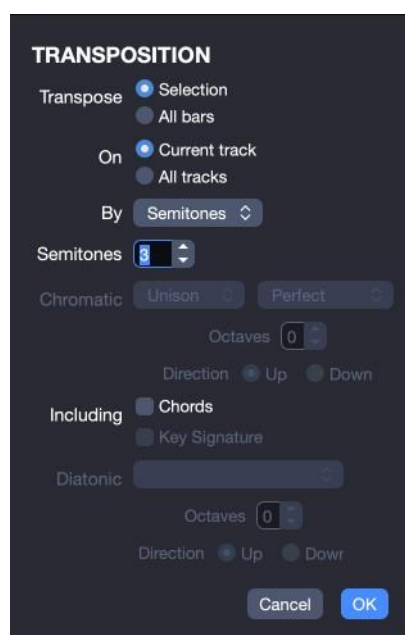 TRANSPOSITION
Transpose Selection
All bars
On Current track
All tracks
By Semitones
Semitones 3
Chromatic Unison Perfect
Octaves 0
Direction Up Down
Including Chords
Key Signature
Diatonic
Octaves 0
Direction Up Dowr
Cancel OK